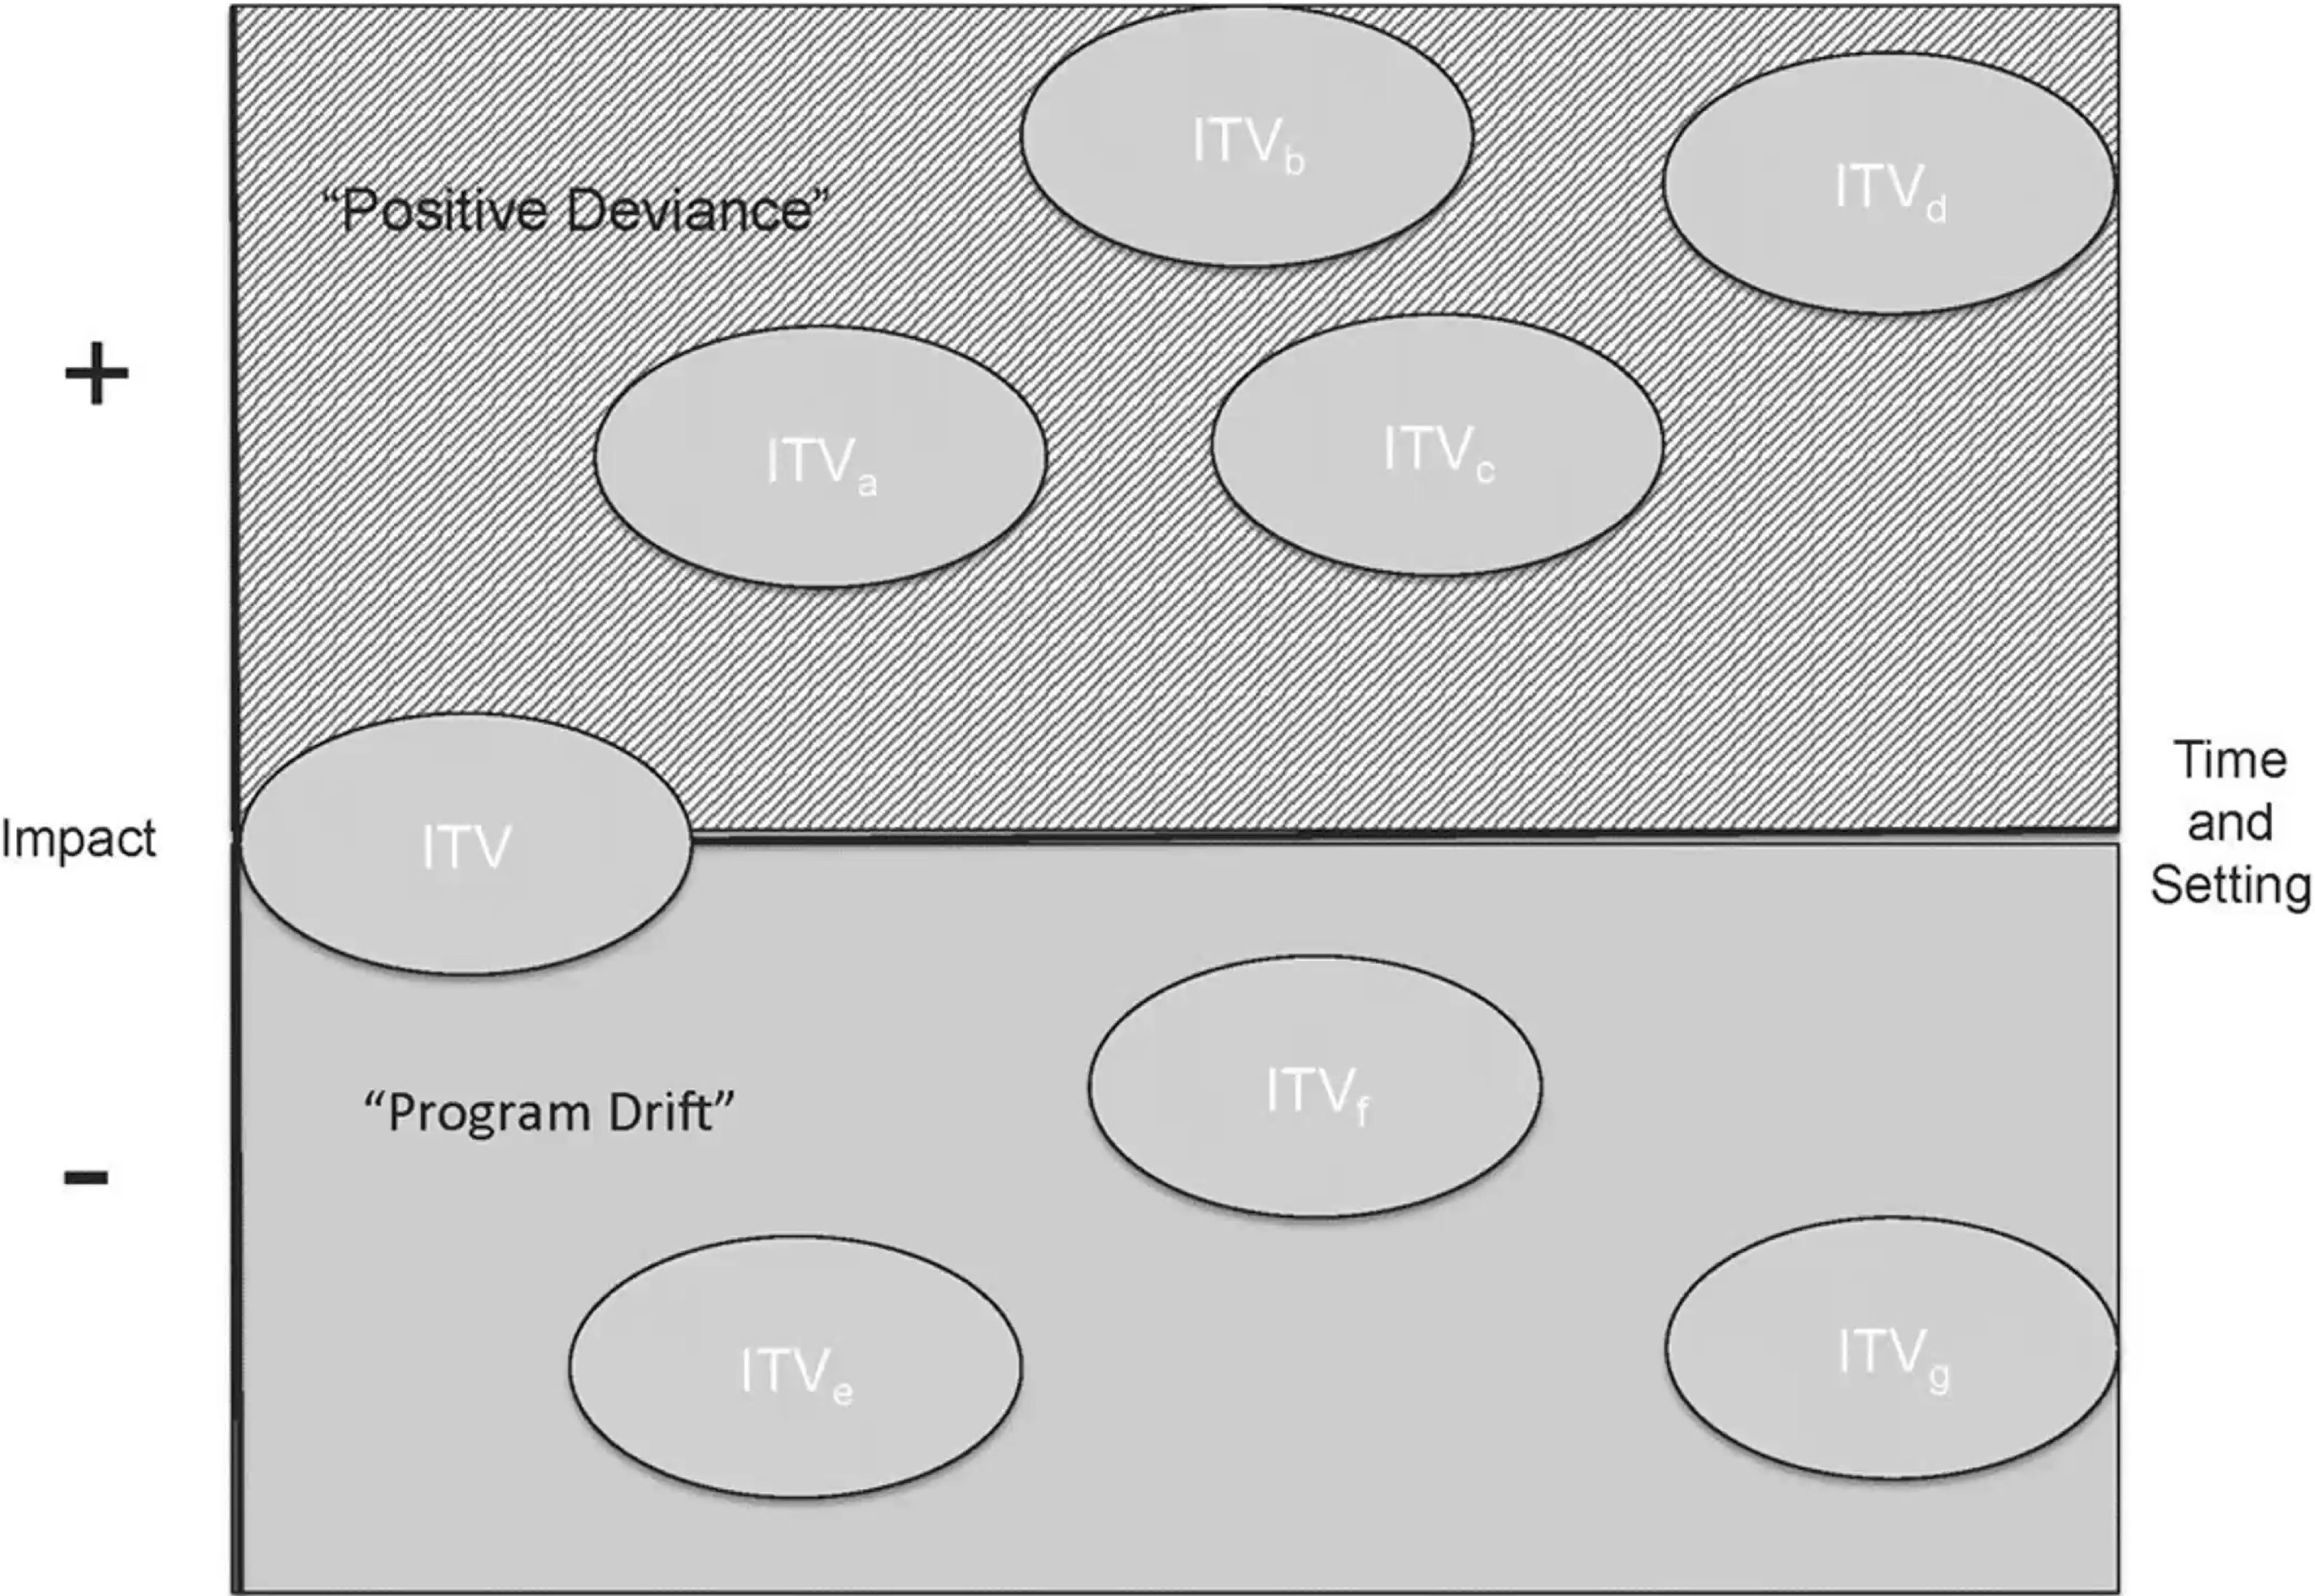 ITVb
ITVd
“Positive Deviance”
+
ITVa
ITVc
Impact
ITV
Time
and
Setting
ITVf
“Program Drift”
-
ITVe
ITVg